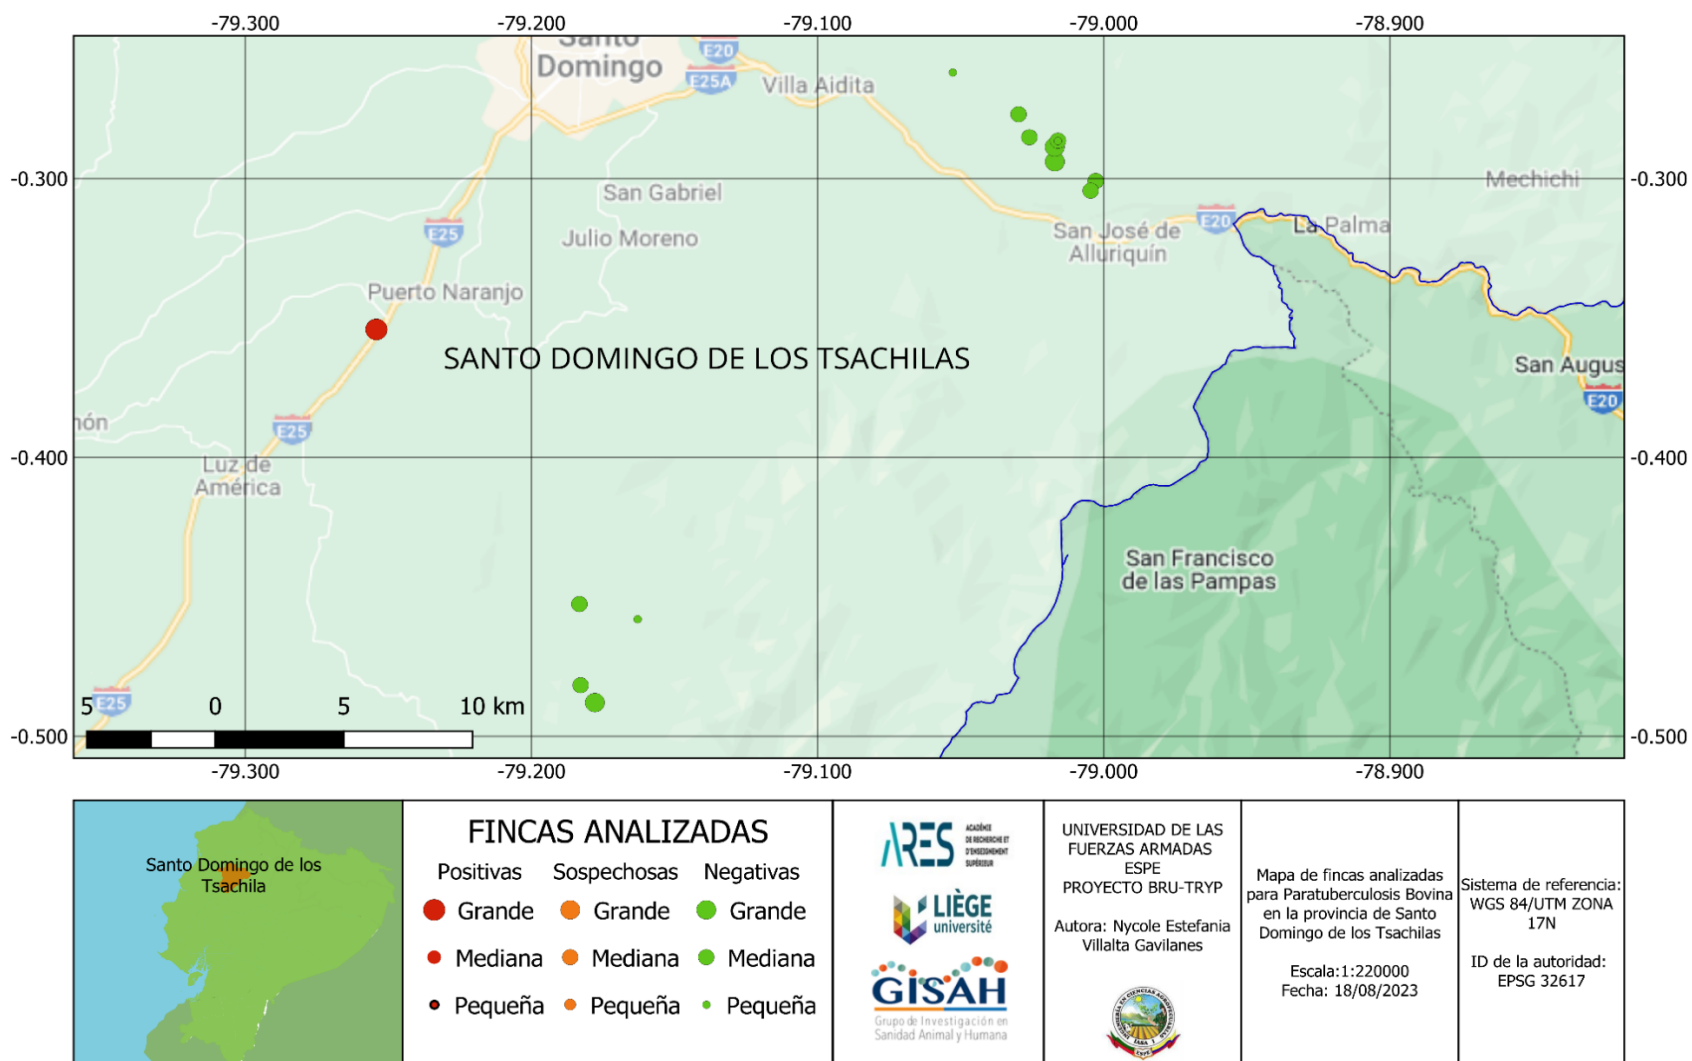 -79.300
-79.200
-79.100
-79.000
-78.900
Santo
Domingo
E20
E25A
Villa Aidita
-0.300
-0.300
San Gabriel
Mechichi
E25
Julio Moreno
San José de
Alluriquín
E20
La Palma
Puerto Naranjo
SANTO DOMINGO DE LOS TSACHILAS
San Augus
E20
nón
E25
-0.400
-0.400
Luz de
América
San Francisco
de las Pampas
E25
5 0 5 10 km
-0.500
-0.500
-79.300
-79.200
-79.100
-79.000
-78.900
Santo Domingo de los
Tsachila
FINCAS ANALIZADAS
Positivas Sospechosas Negativas
Grande Grande Grande
Mediana Mediana Mediana
Pequeña Pequeña Pequeña
ARES
ACADÉMIE
DE RECHERCHE ET
D'ENSEIGNEMENT
SUPÉRIEUR
LIÈGE
université
GISAH
Grupo de Investigación en
Sanidad Animal y Humana
UNIVERSIDAD DE LAS
FUERZAS ARMADAS
ESPE
PROYECTO BRU-TRYP
Autora: Nycole Estefania
Villalta Gavilanes
Mapa de fincas analizadas
para Paratuberculosis Bovina
en la provincia de Santo
Domingo de los Tsachilas
Escala:1:220000
Fecha: 18/08/2023
Sistema de referencia:
WGS 84/UTM ZONA
17N
ID de la autoridad:
EPSG 32617